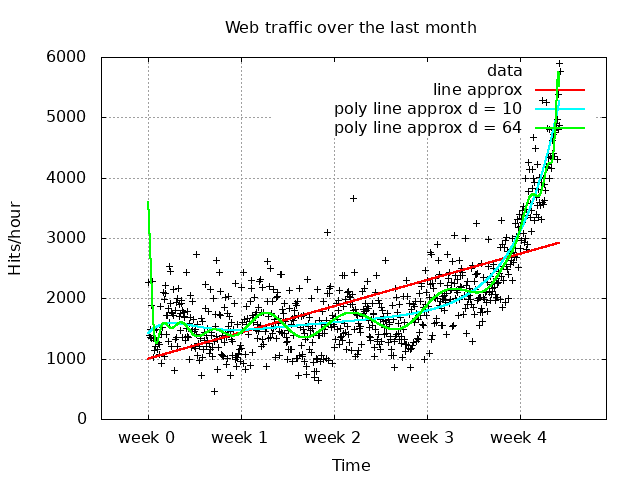 Web traffic over the last month
6000
5000
4000
3000
2000
1000
0
Hits/hour
data
line approx
poly line approx d = 10
poly line approx d = 64
week 0 week 1 week 2 week 3 week 4
Time